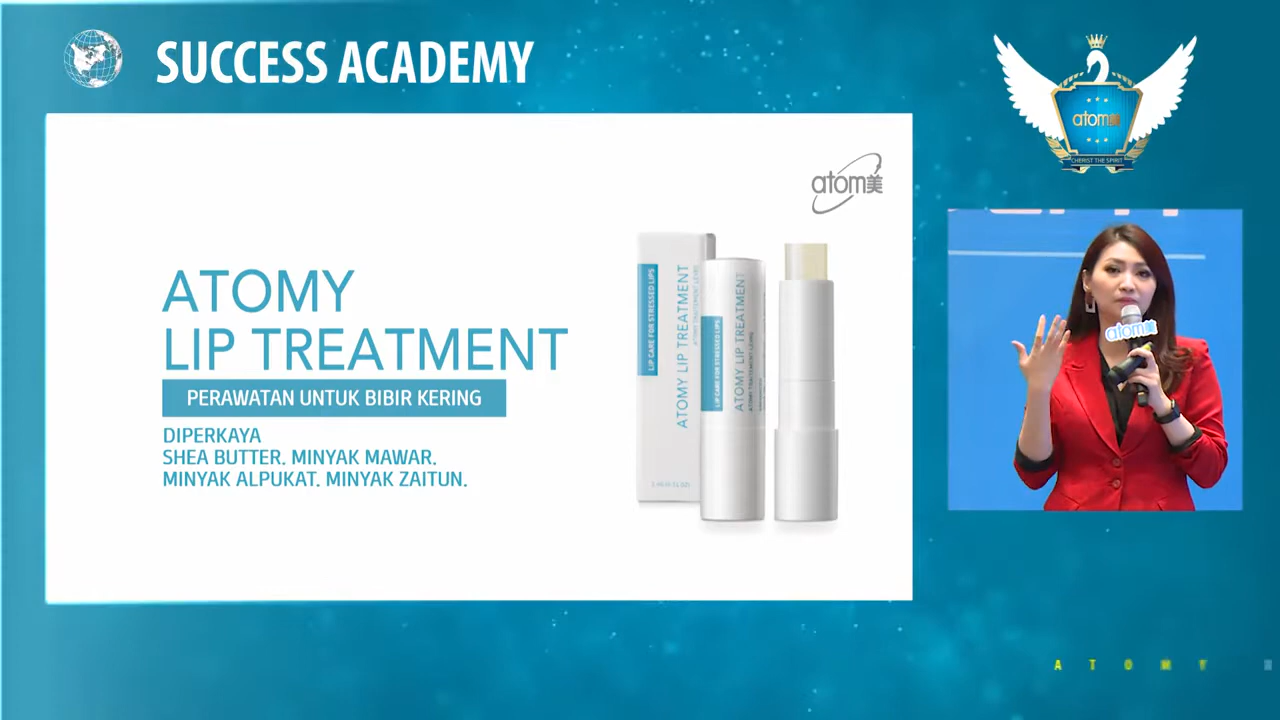 SUCCESS ACADEMY
atom美
CHERIST THE SPIRIT
atom美
ATOMY
LIP TREATMENT
PERAWATAN UNTUK BIBIR KERING
DIPERKAYA
SHEA BUTTER. MINYAK MAWAR.
MINYAK ALPUKAT. MINYAK ZAITUN.
LIP CARE FOR STRESSED LIPS
ATOMY LIP TREATMENT
LIP CARE FOR STRESSED LIPS
ATOMY LIP TREATMENT
atom美
ATOMY